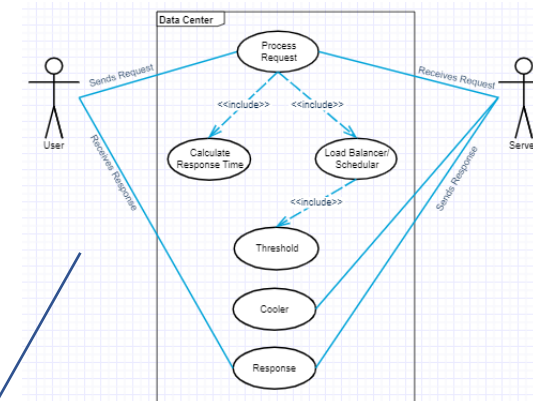 Data Center
Process
Request
Sends Request
Receives Request
<<include>>
<<include>>
User
Serve
Calculate
Response Time
Load Balancer/
Schedular
Receives Response
Sends Response
<<include>>
Threshold
Cooler
Response